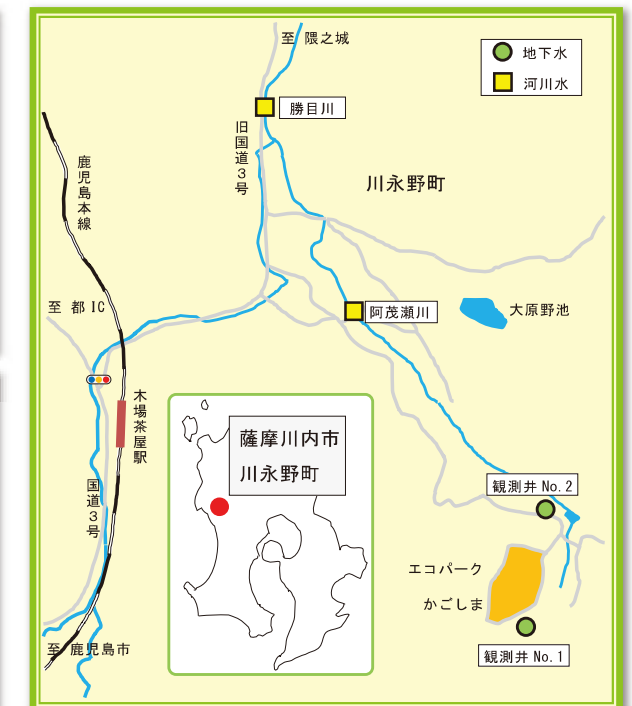 至 隈之城
地下水
河川水
勝目川
旧国道３号
川永野町
鹿児島本線
至 都 IC
阿茂瀬川
大原野池
木場茶屋駅
薩摩川内市
川永野町
国道３号
観測井 No.2
エコパーク
かごしま
至 鹿児島市
観測井 No.1